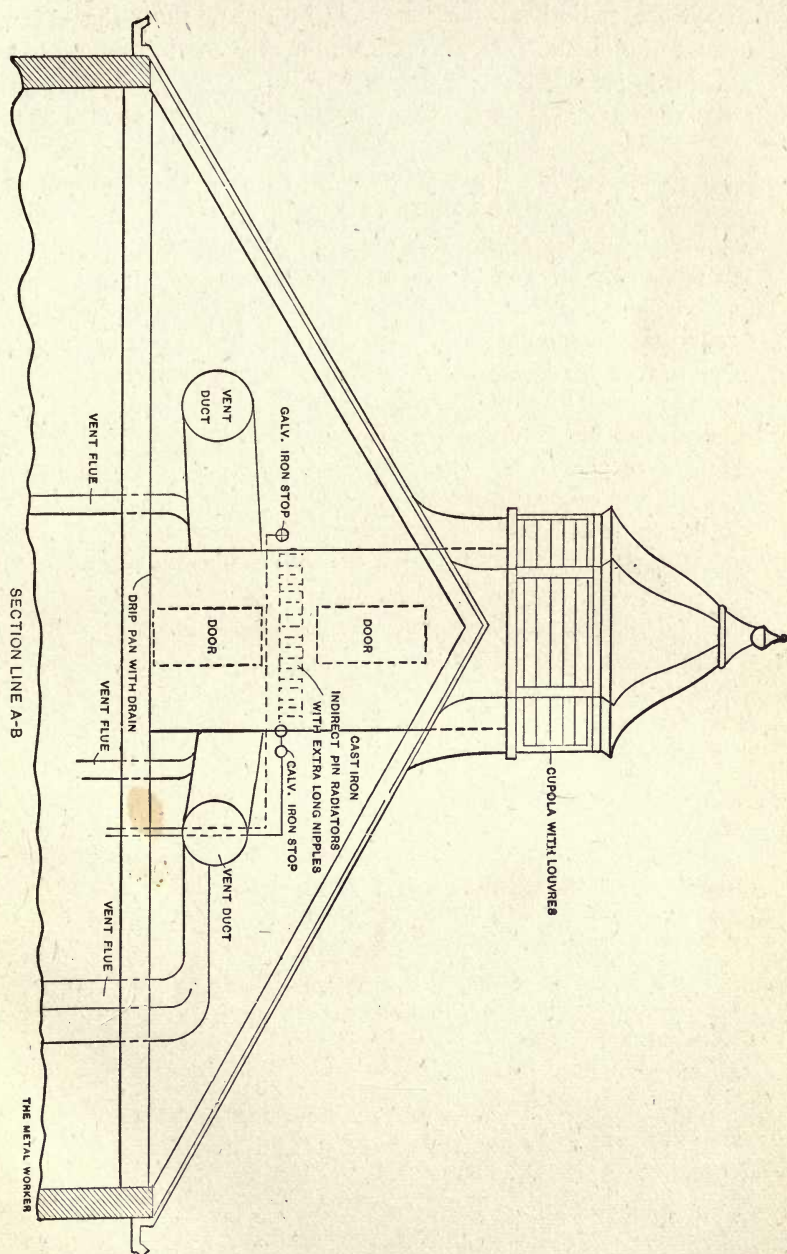 CUPOLA WITH LOUVRES
VENT
DUCT
GALV. IRON STOP
VENT FLUE
DOOR
DOOR
CAST IRON
INDIRECT PIN RADIATORS
WITH EXTRA LONG NIPPLES
CALV. IRON STOP
VENT DUCT
DRIP PAN WITH DRAIN
VENT FLUE
VENT FLUE
SECTION LINE A-B
THE METAL WORKER